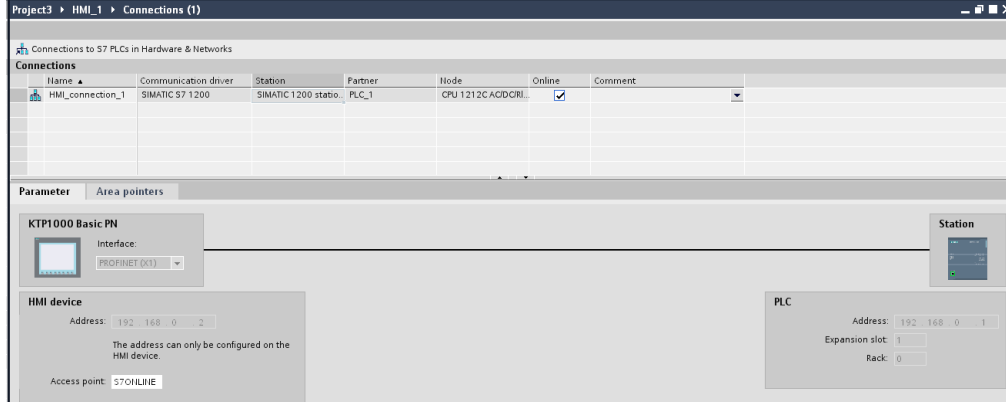 Project3 ▸ HMI_1 ▸ Connections (1)
Connections to S7 PLCs in Hardware & Networks
Connections
Name Communication driver Station Partner Node Online Comment
HMI_connection_1 SIMATIC S7 1200 SIMATIC 1200 statio.. PLC_1 CPU 1212C AC/DC/Rl...
Parameter Area pointers
KTP1000 Basic PN
Interface:
PROFINET (X1)
Station
HMI device
Address: 192 168 0 2
The address can only be configured on the
HMI device.
Access point: S7ONLINE
PLC
Address: 192 168 0 1
Expansion slot: 1
Rack: 0